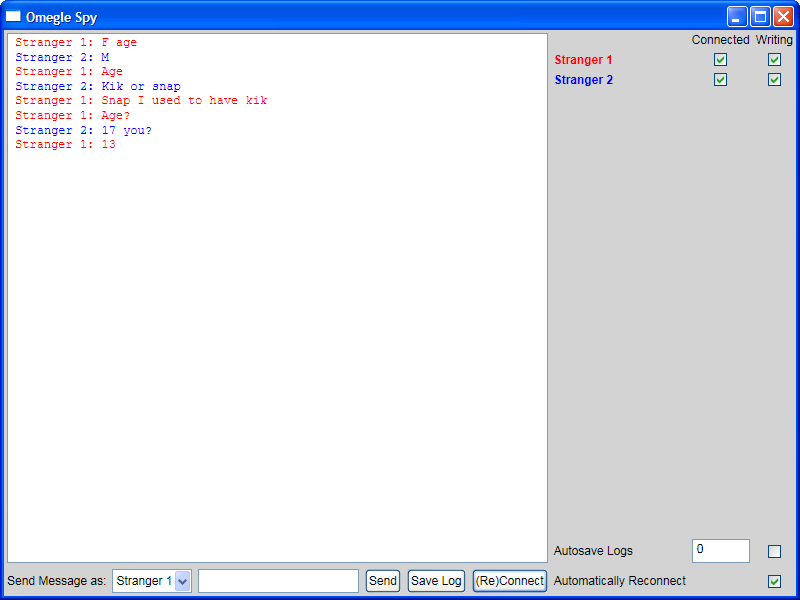 Omegle Spy
Connected Writing
Stranger 1: F age
Stranger 2: M
Stranger 1: Age
Stranger 2: Kik or snap
Stranger 1: Snap I used to have kik
Stranger 1: Age?
Stranger 2: 17 you?
Stranger 1: 13
Stranger 1
Stranger 2
Autosave Logs 0
Send Message as: Stranger 1 Send Save Log (Re)Connect Automatically Reconnect